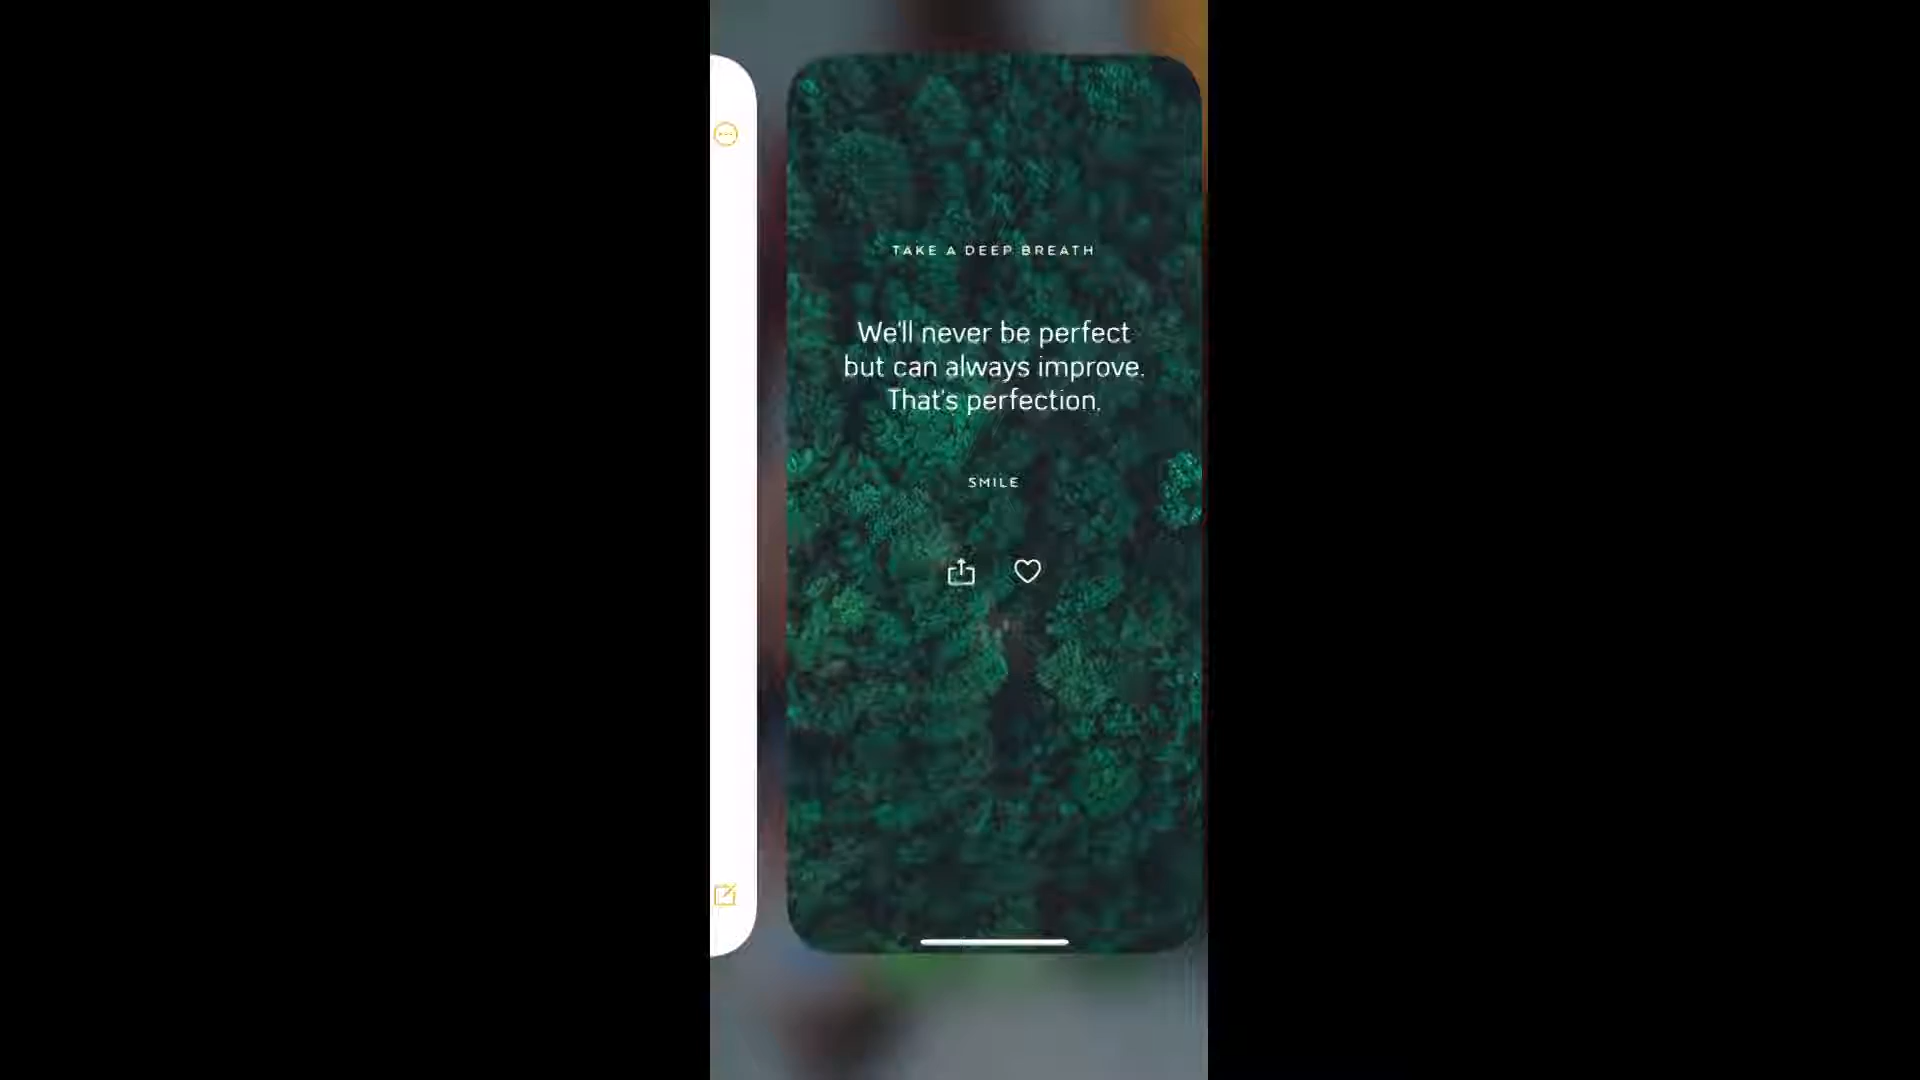 TAKE A DEEP BREATH
We'll never be perfect
but can always improve.
That's perfection.
SMILE